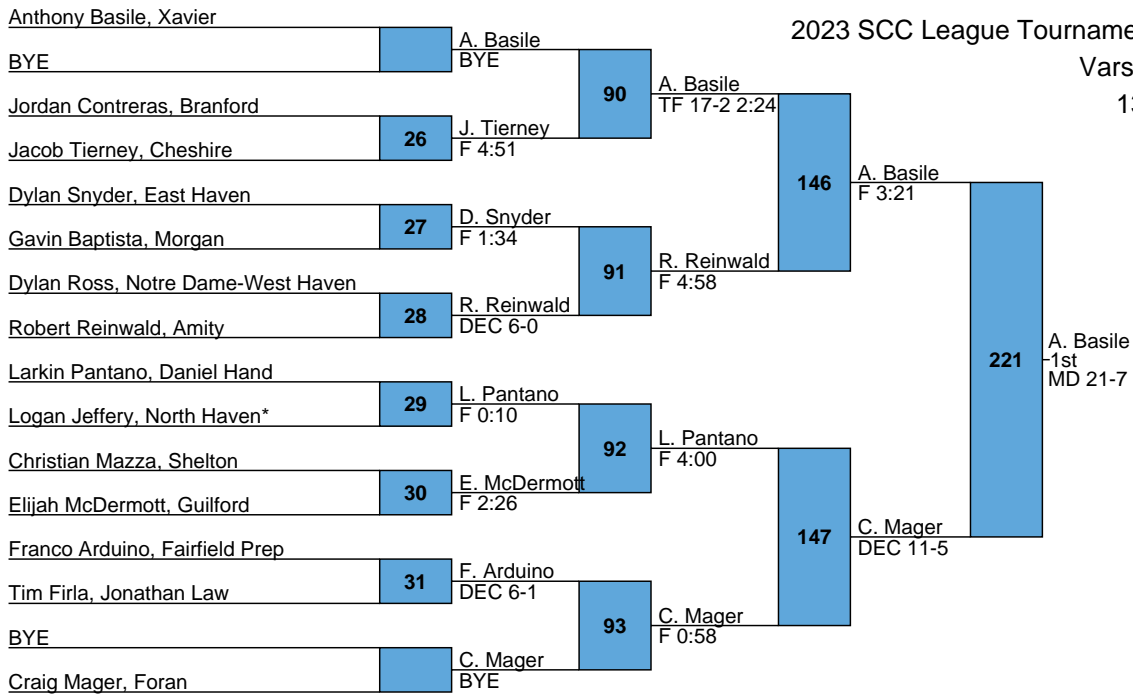 2023 SCC League Tourname
Vars
13
Anthony Basile, Xavier
BYE
A. Basile
BYE
Jordan Contreras, Branford
26
Jacob Tierney, Cheshire
J. Tierney
F 4:51
90
A. Basile
TF 17-2 2:24
Dylan Snyder, East Haven
27
Gavin Baptista, Morgan
D. Snyder
F 1:34
Dylan Ross, Notre Dame-West Haven
28
Robert Reinwald, Amity
R. Reinwald
DEC 6-0
91
R. Reinwald
F 4:58
146
A. Basile
F 3:21
Larkin Pantano, Daniel Hand
29
Logan Jeffery, North Haven*
L. Pantano
F 0:10
Christian Mazza, Shelton
30
Elijah McDermott, Guilford
E. McDermott
F 2:26
92
L. Pantano
F 4:00
Franco Arduino, Fairfield Prep
31
Tim Firla, Jonathan Law
F. Arduino
DEC 6-1
BYE
Craig Mager, Foran
C. Mager
BYE
93
C. Mager
F 0:58
147
C. Mager
DEC 11-5
221
A. Basile
1st
MD 21-7